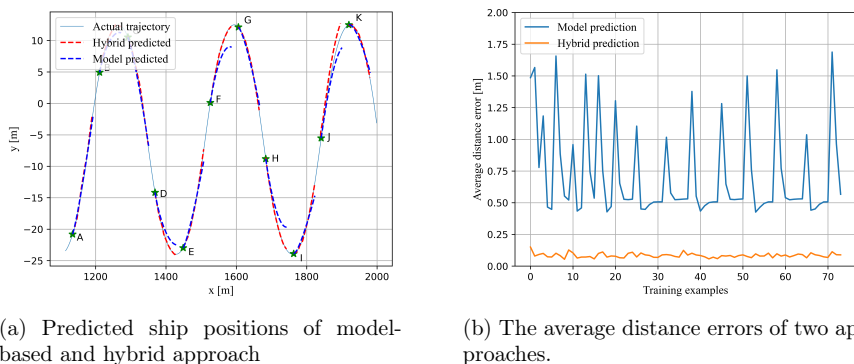 Actual trajectory
Hybrid predicted
Model predicted
10
5
0
−5
−10
−15
−20
−25
y [m]
A
D
E
F
G
H
I
J
K
1200
1400
1600
1800
2000
x [m]
(a) Predicted ship positions of model-
based and hybrid approach
Model prediction
Hybrid prediction
2.00
1.75
1.50
1.25
1.00
0.75
0.50
0.25
0.00
Average distance error [m]
0
10
20
30
40
50
60
70
Training examples
(b) The average distance errors of two ap
proaches.